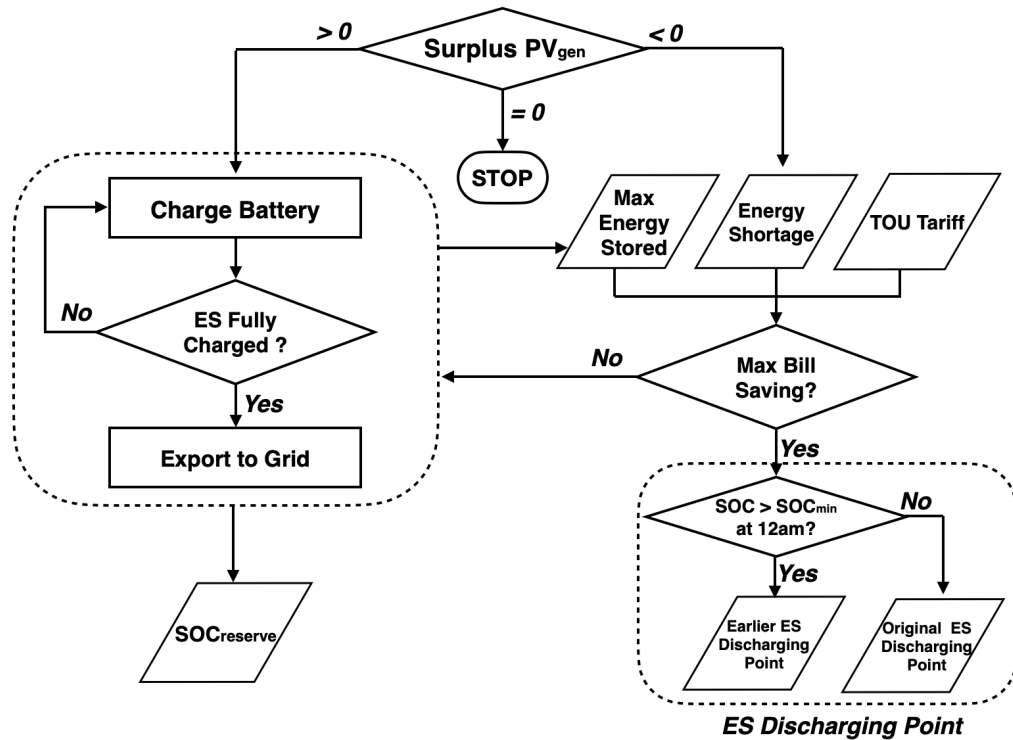 > 0
Surplus PVgen
< 0
= 0
STOP
Charge Battery
No
ES Fully
Charged ?
Yes
Export to Grid
SOCreserve
Max
Energy
Stored
Energy
Shortage
TOU Tariff
No
Max Bill
Saving?
Yes
SOC > SOCmin
at 12am?
No
Yes
Earlier ES
Discharging
Point
Original ES
Discharging
Point
ES Discharging Point